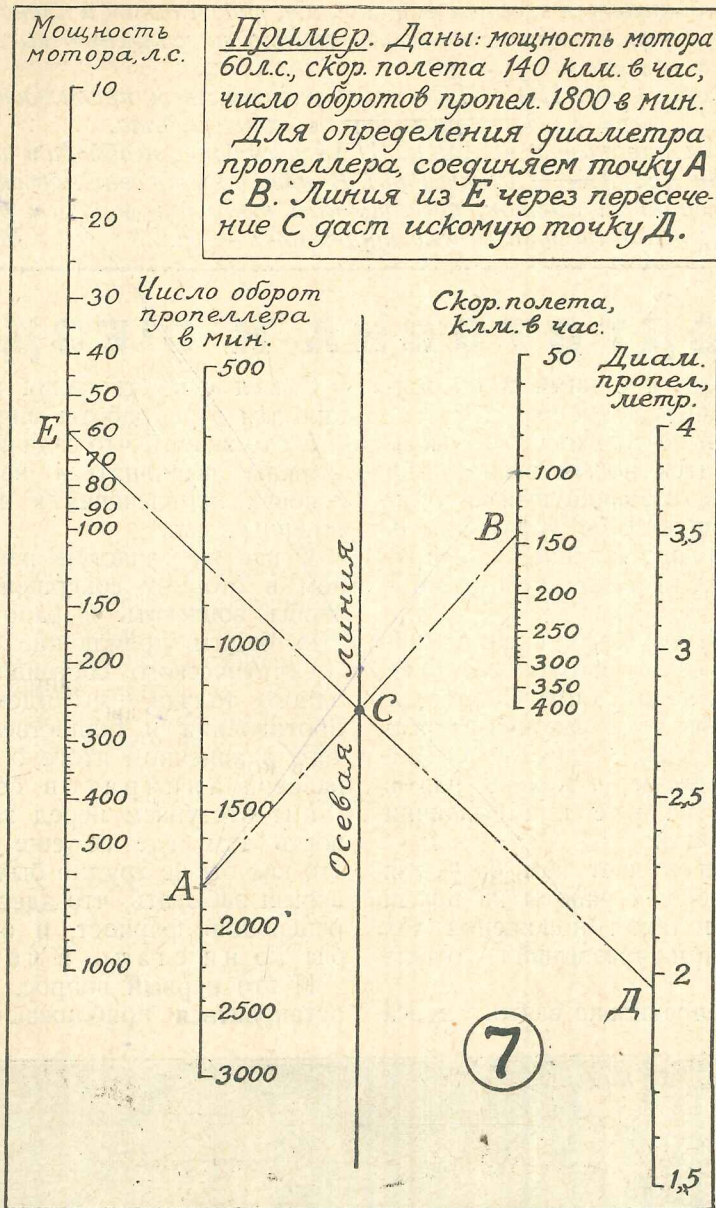 Мощность
мотора, л.с.
Пример. Даны: мощность мотора
60 л.с., скор. полета 140 клм. в час,
число оборотов пропел. 1800 в мин.
Для определения диаметра
пропеллера, соединяем точку А
с В. Линия из Е через пересече-
ние С даст искомую точку Д.
10
20
30
40
50
60
70
80
90
100
150
200
300
400
500
1000
Е
Число оборот
пропеллера
в мин.
500
1000
1500
2000
2500
3000
А
Осевая линия
С
Скор. полета,
клм. в час.
50
100
150
200
250
300
350
400
В
Диам.
пропел.,
метр.
4
3,5
3
2,5
2
1,5
Д
7